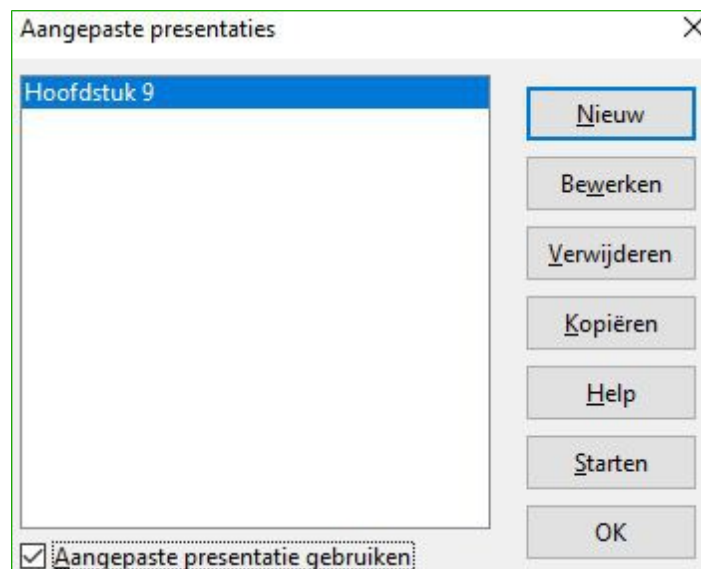 Aangepaste presentaties
Hoofdstuk 9
Nieuw
Bewerken
Verwijderen
Kopiëren
Help
Starten
OK
Aangepaste presentatie gebruiken